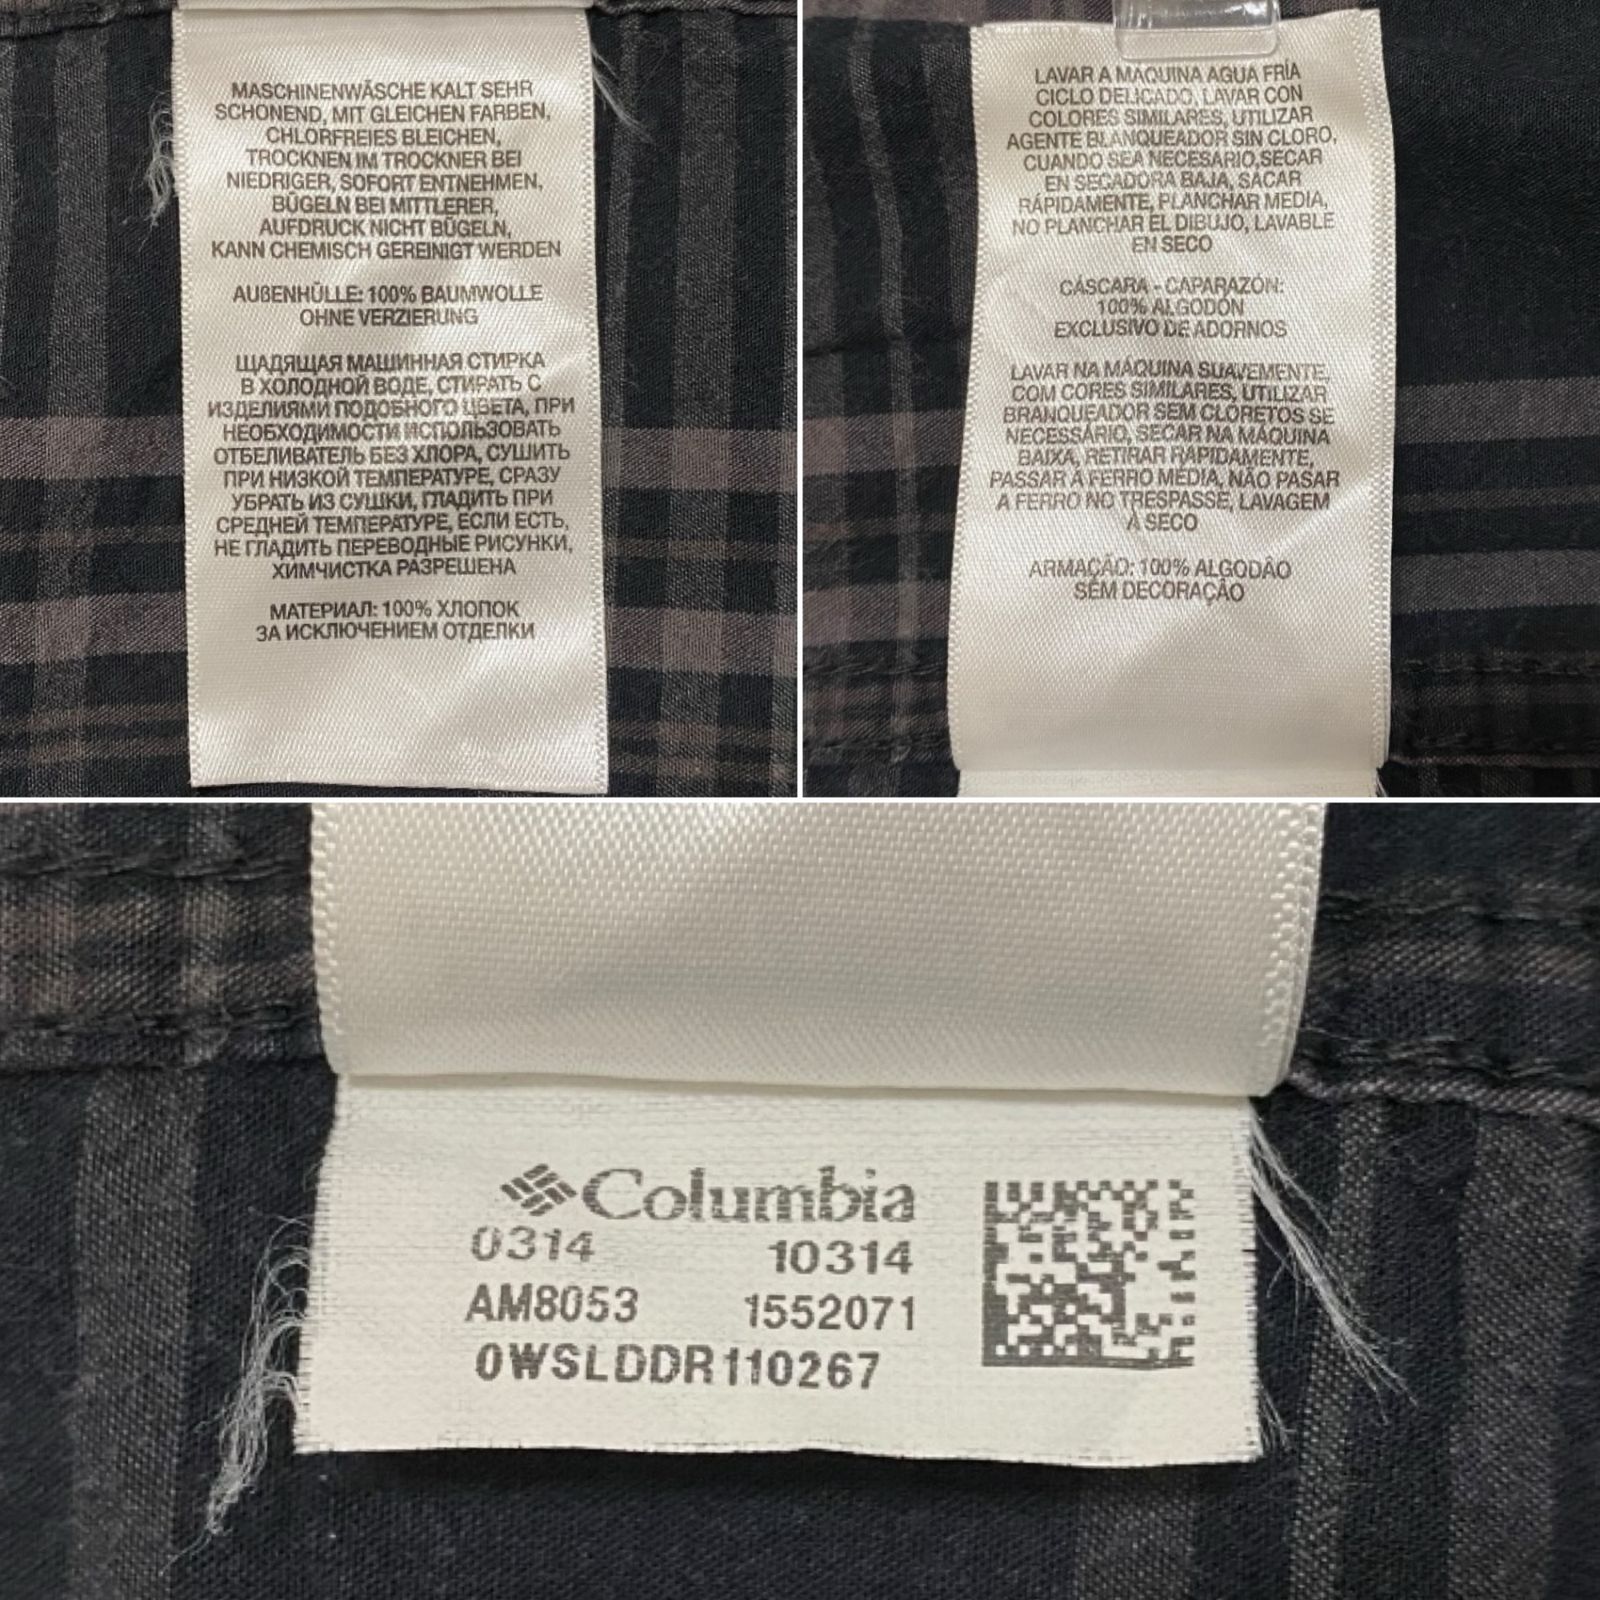 MASCHINENWÄSCHE KALT SEHR
SCHONEND, MIT GLEICHEN FARBEN,
CHLORFREIES BLEICHEN,
TROCKNEN IM TROCKNER BEI
NIEDRIGER, SOFORT ENTNEHMEN,
BÜGELN BEI MITTLERER,
AUFDRUCK NICHT BÜGELN,
KANN CHEMISCH GEREINIGT WERDEN
AUßENHÜLLE: 100% BAUMWOLLE
OHNE VERZIERUNG
ЩАДЯЩАЯ МАШИННАЯ СТИРКА
В ХОЛОДНОЙ ВОДЕ, СТИРАТЬ С
ИЗДЕЛИЯМИ ПОДОБНОГО ЦВЕТА, ПРИ
НЕОБХОДИМОСТИ ИСПОЛЬЗОВАТЬ
ОТБЕЛИВАТЕЛЬ БЕЗ ХЛОРА, СУШИТЬ
ПРИ НИЗКОЙ ТЕМПЕРАТУРЕ, СРАЗУ
УБРАТЬ ИЗ СУШКИ, ГЛАДИТЬ ПРИ
СРЕДНЕЙ ТЕМПЕРАТУРЕ, ЕСЛИ ЕСТЬ,
НЕ ГЛАДИТЬ ПЕРЕВОДНЫЕ РИСУНКИ,
ХИМЧИСТКА РАЗРЕШЕНА
МАТЕРИАЛ: 100% ХЛОПОК
ЗА ИСКЛЮЧЕНИЕМ ОТДЕЛКИ
LAVAR A MAQUINA AGUA FRÍA
CICLO DELICADO, LAVAR CON
COLORES SIMILARES, UTILIZAR
AGENTE BLANQUEADOR SIN CLORO,
CUANDO SEA NECESARIO,SECAR
EN SECADORA BAJA, SACAR
RÁPIDAMENTE, PLANCHAR MEDIA,
NO PLANCHAR EL DIBUJO, LAVABLE
EN SECO
CÁSCARA - CAPARAZÓN:
100% ALGODÓN
EXCLUSIVO DE ADORNOS
LAVAR NA MÁQUINA SUAVEMENTE,
COM CORES SIMILARES, UTILIZAR
BRANQUEADOR SEM CLORETOS SE
NECESSÁRIO, SECAR NA MÁQUINA
BAIXA, RETIRAR RAPIDAMENTE,
PASSAR A FERRO MÉDIA, NÃO PASAR
A FERRO NO TRESPASSE, LAVAGEM
À SECO
ARMAÇÃO: 100% ALGODÃO
SEM DECORAÇÃO
Columbia
0314 10314
AM8053 1552071
0WSLDDR110267